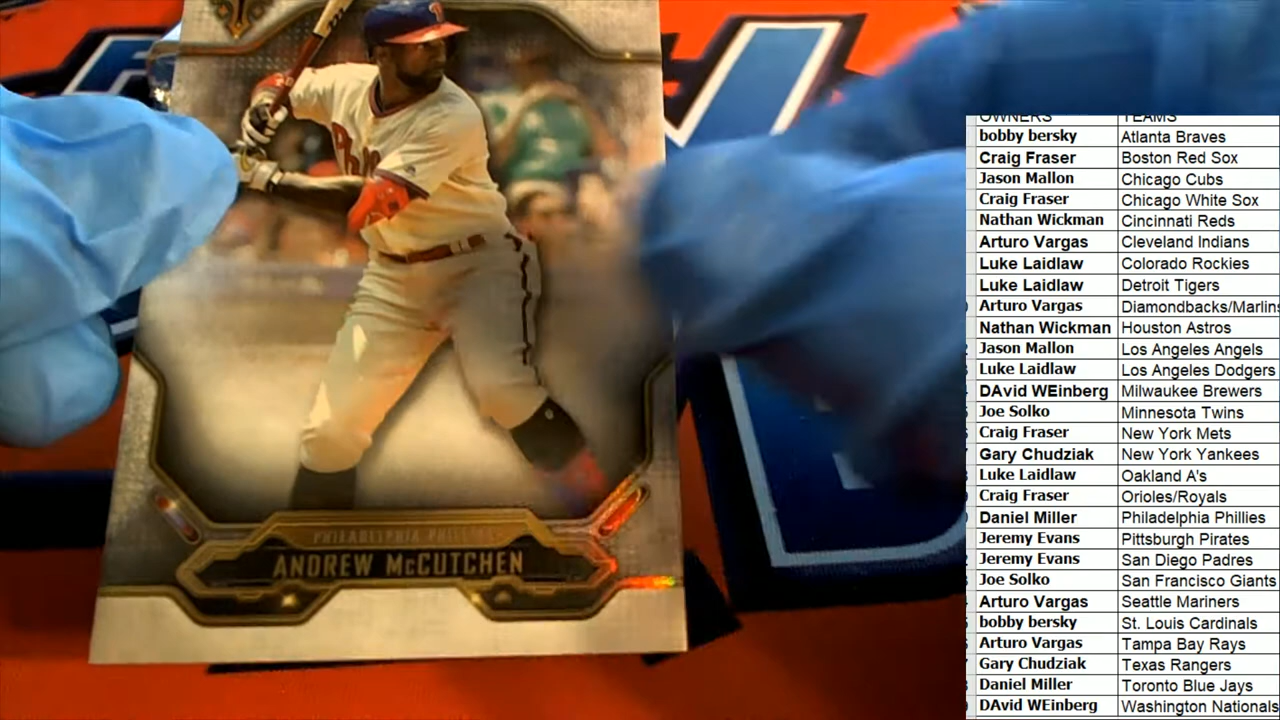 PHILADELPHIA PHILLIES
ANDREW McCUTCHEN
OWNERS TEAMS
bobby bersky Atlanta Braves
Craig Fraser Boston Red Sox
Jason Mallon Chicago Cubs
Craig Fraser Chicago White Sox
Nathan Wickman Cincinnati Reds
Arturo Vargas Cleveland Indians
Luke Laidlaw Colorado Rockies
Luke Laidlaw Detroit Tigers
Arturo Vargas Diamondbacks/Marlins
Nathan Wickman Houston Astros
Jason Mallon Los Angeles Angels
Luke Laidlaw Los Angeles Dodgers
DAvid WEinberg Milwaukee Brewers
Joe Solko Minnesota Twins
Craig Fraser New York Mets
Gary Chudziak New York Yankees
Luke Laidlaw Oakland A's
Craig Fraser Orioles/Royals
Daniel Miller Philadelphia Phillies
Jeremy Evans Pittsburgh Pirates
Jeremy Evans San Diego Padres
Joe Solko San Francisco Giants
Arturo Vargas Seattle Mariners
bobby bersky St. Louis Cardinals
Arturo Vargas Tampa Bay Rays
Gary Chudziak Texas Rangers
Daniel Miller Toronto Blue Jays
DAvid WEinberg Washington Nationals